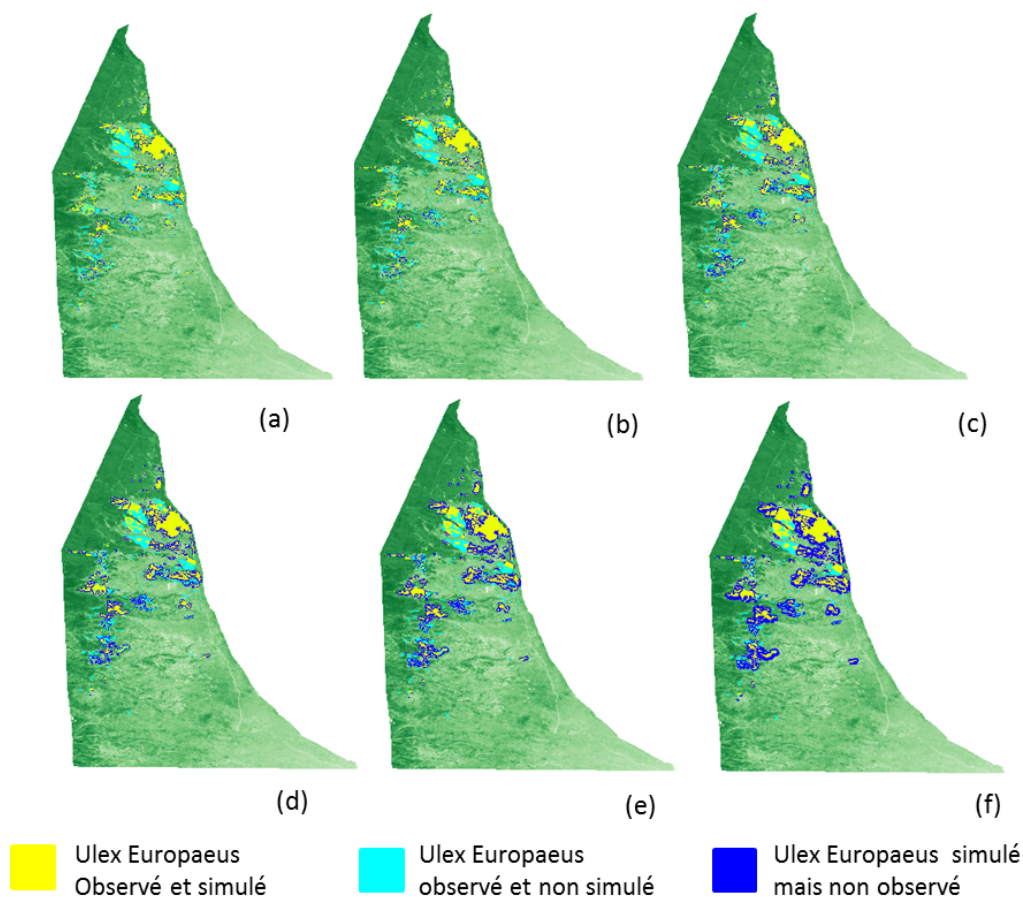 (a)
(b)
(c)
(d)
(e)
(f)
Ulex Europaeus
Observé et simulé
Ulex Europaeus
observé et non simulé
Ulex Europaeus simulé
mais non observé